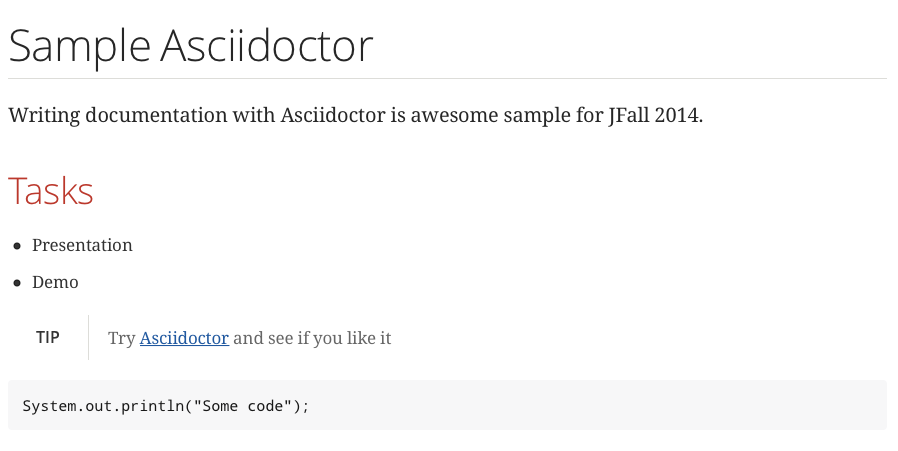 Sample Asciidoctor
Writing documentation with Asciidoctor is awesome sample for JFall 2014.
Tasks
Presentation
Demo
TIP Try Asciidoctor and see if you like it
System.out.println("Some code");